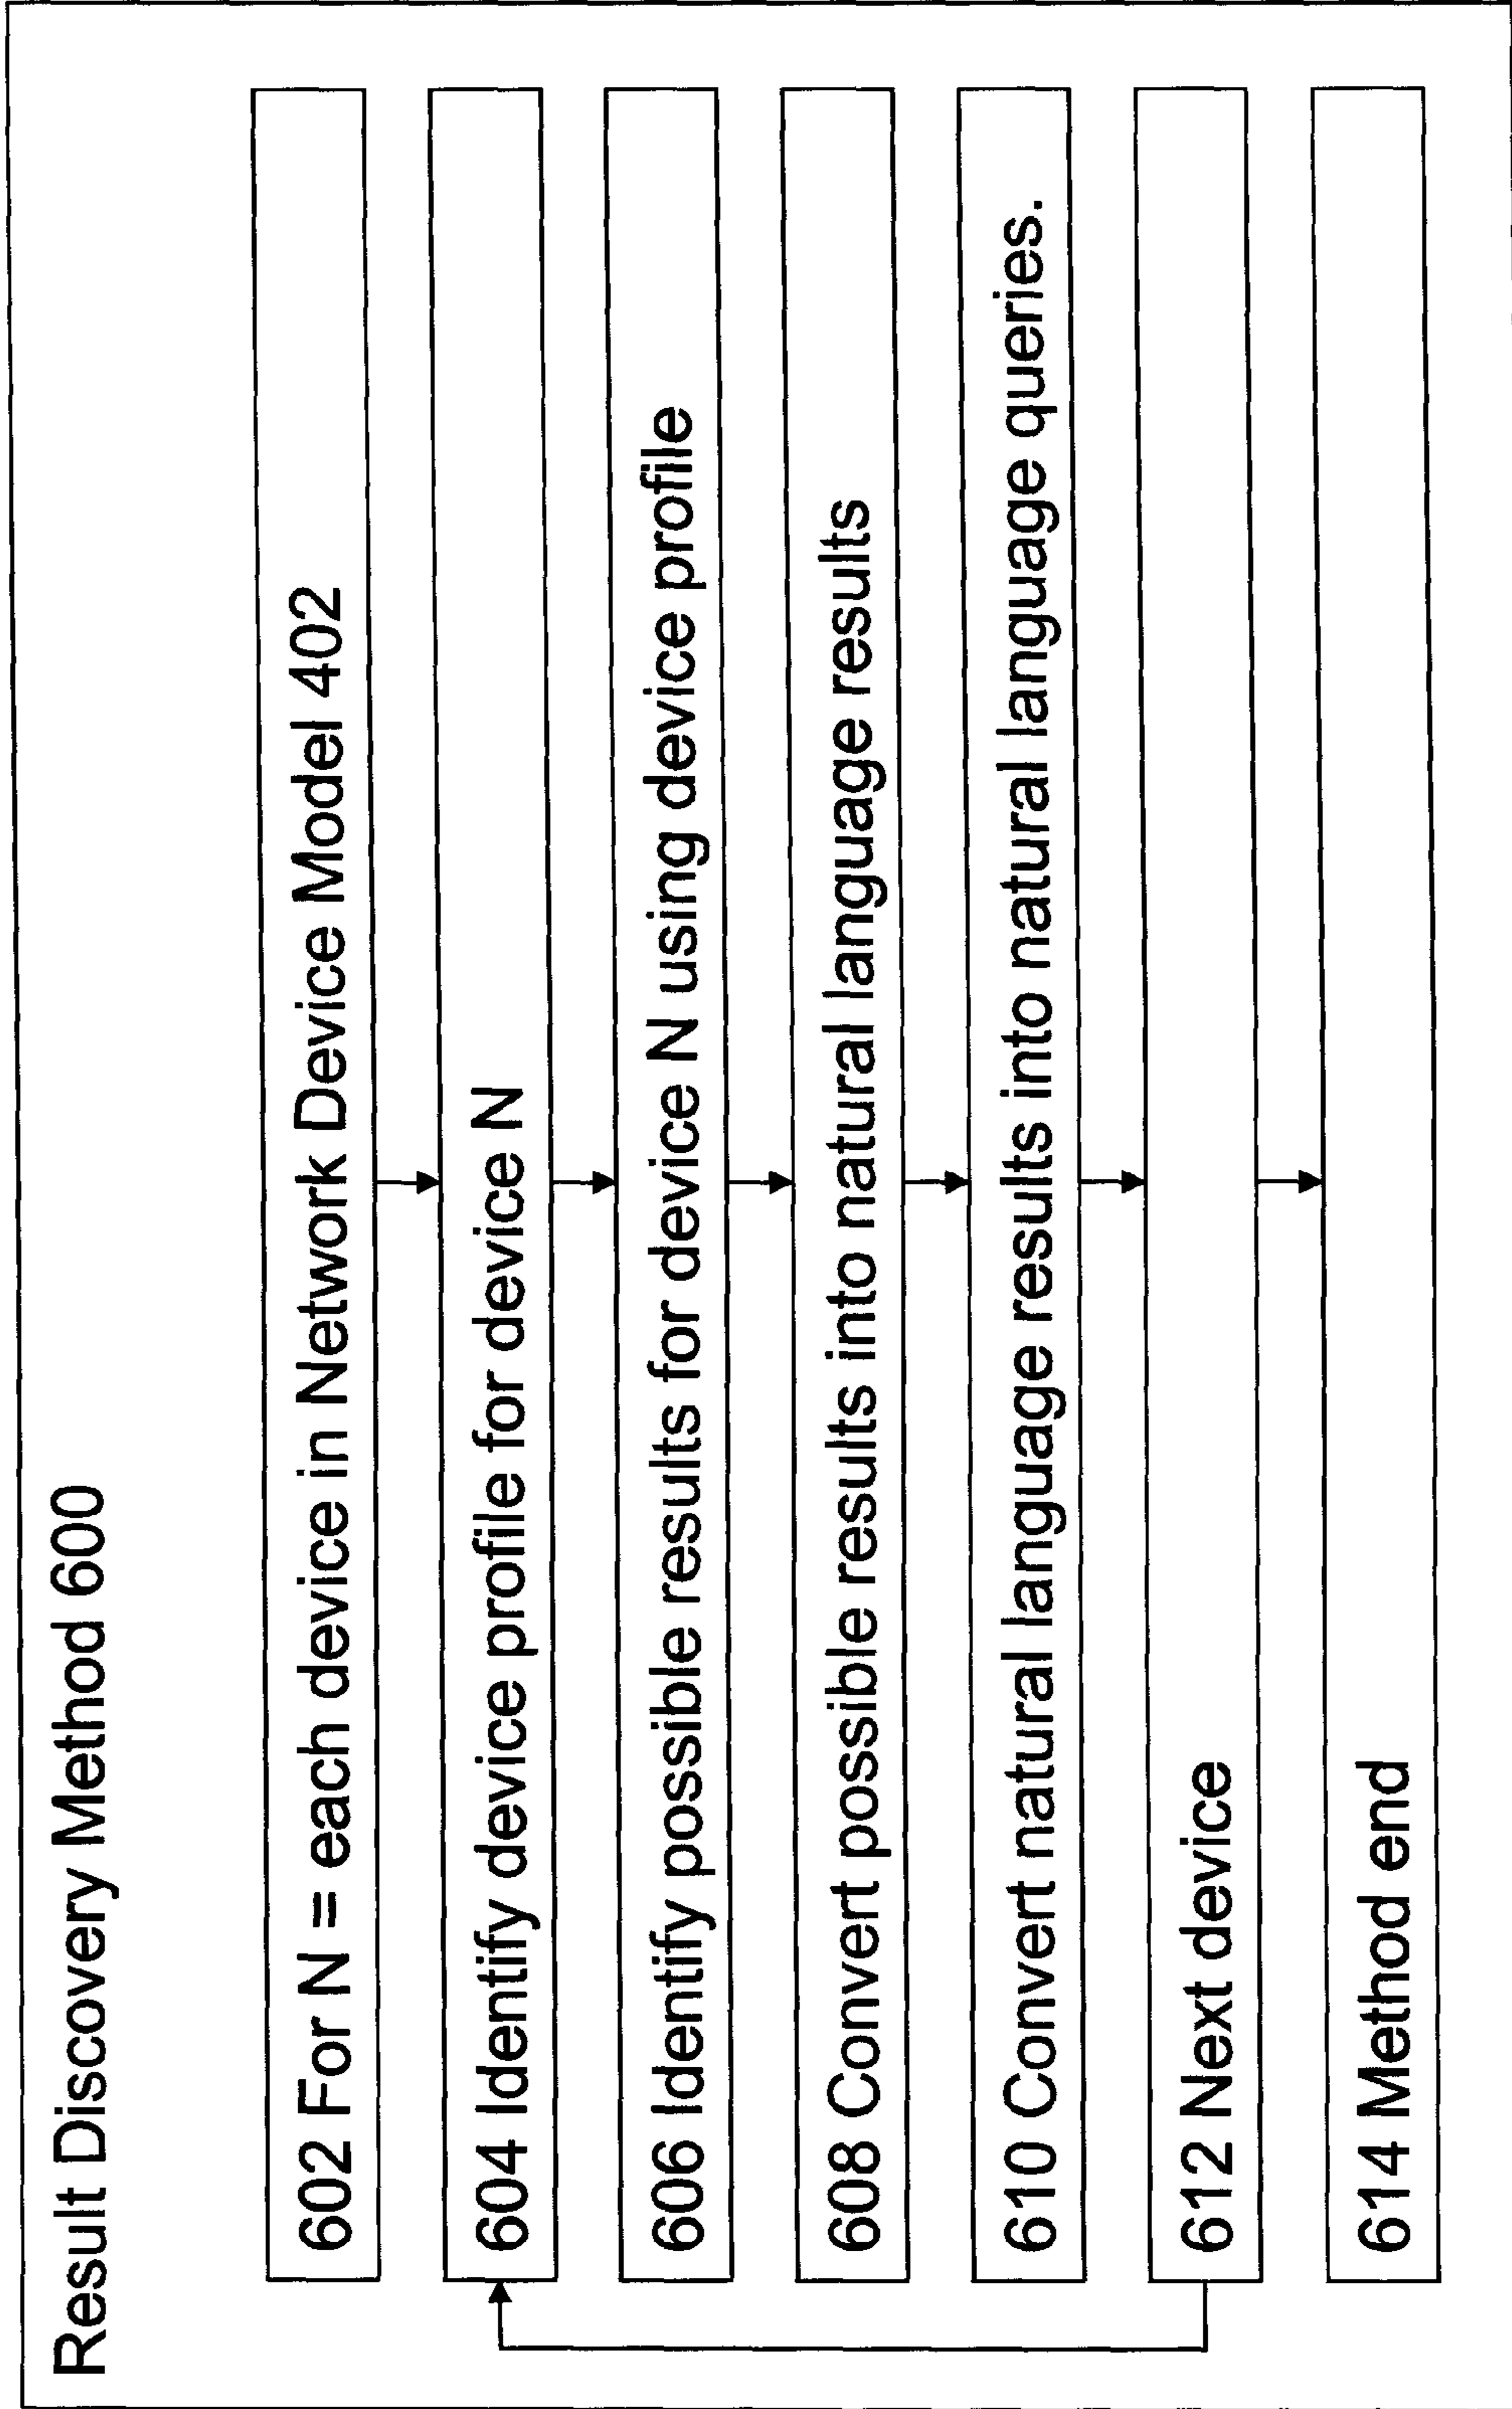 Result Discovery Method 600
602 For N = each device in Network Device Model 402
604 Identify device profile for device N
606 Identify possible results for device N using device profile
608 Convert possible results into natural language results
610 Convert natural language results into natural language queries.
612 Next device
614 Method end